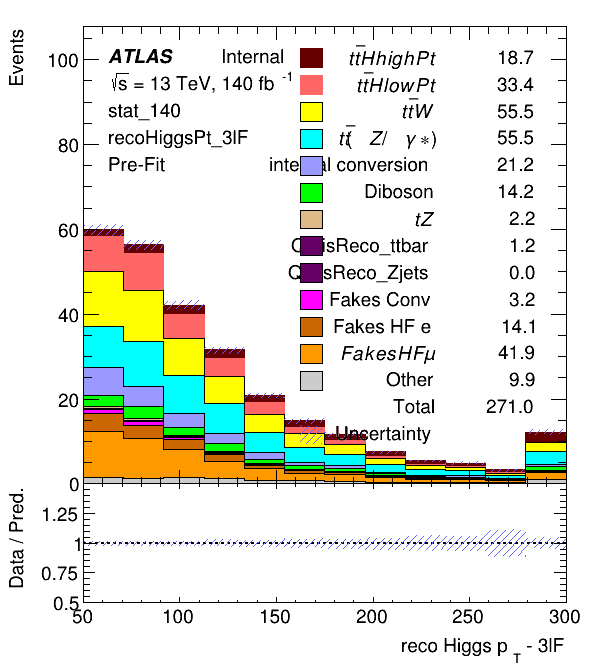 Events
ATLAS Internal
√s = 13 TeV, 140 fb -1
stat_140
recoHiggsPt_3lF
Pre-Fit
tt̅HhighPt 18.7
tt̅HlowPt 33.4
tt̅W 55.5
tt̅( Z/ γ*) 55.5
internal conversion 21.2
Diboson 14.2
tZ 2.2
QmisReco_ttbar 1.2
QmisReco_Zjets 0.0
Fakes Conv 3.2
Fakes HF e 14.1
FakesHFμ 41.9
Other 9.9
Total 271.0
Uncertainty
100
80
60
40
20
0
Data / Pred.
1.25
1
0.75
0.5
50 100 150 200 250 300
reco Higgs p T - 3lF